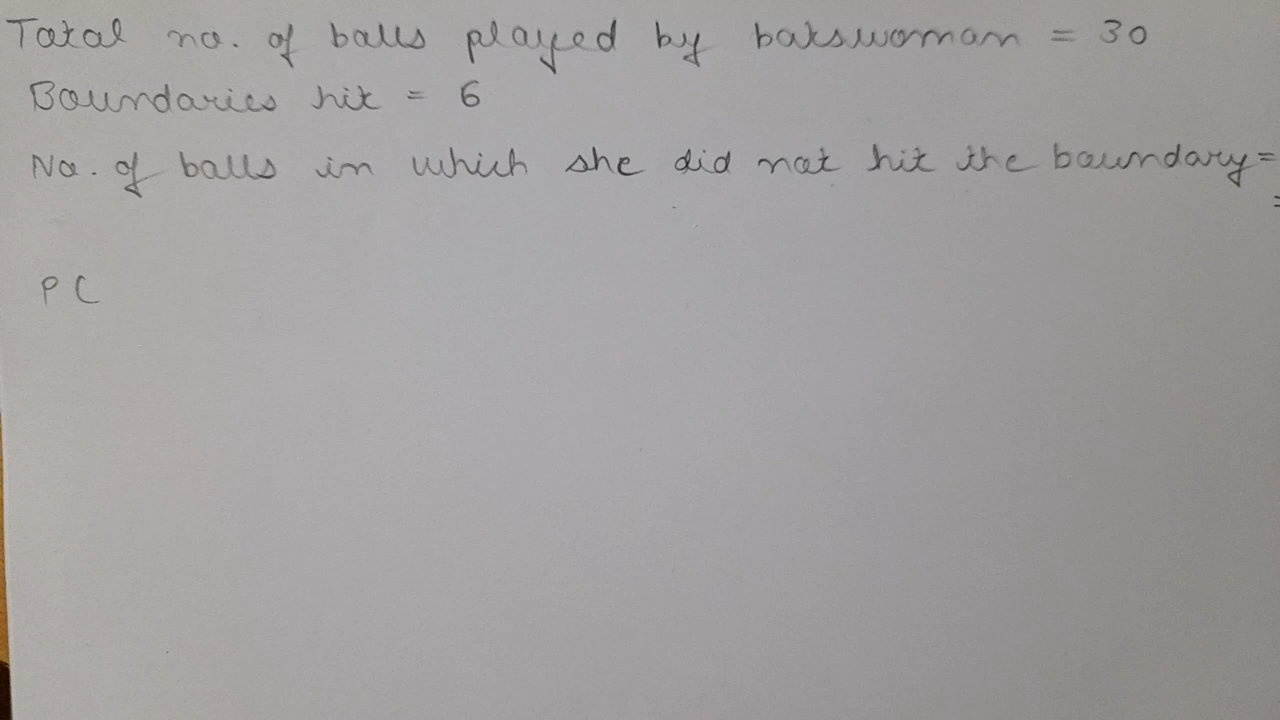 Total no. of balls played by batswoman = 30
Boundaries hit = 6
No. of balls in which she did not hit the boundary =
=
P (